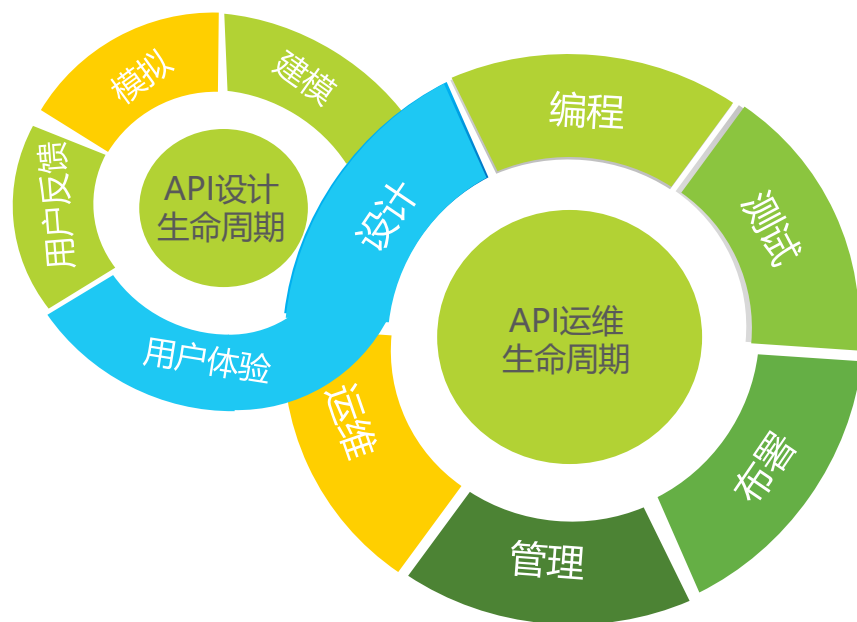 模拟
建模
用户反馈
API设计
生命周期
用户体验
设计
编程
测试
API运维
生命周期
运维
布署
管理